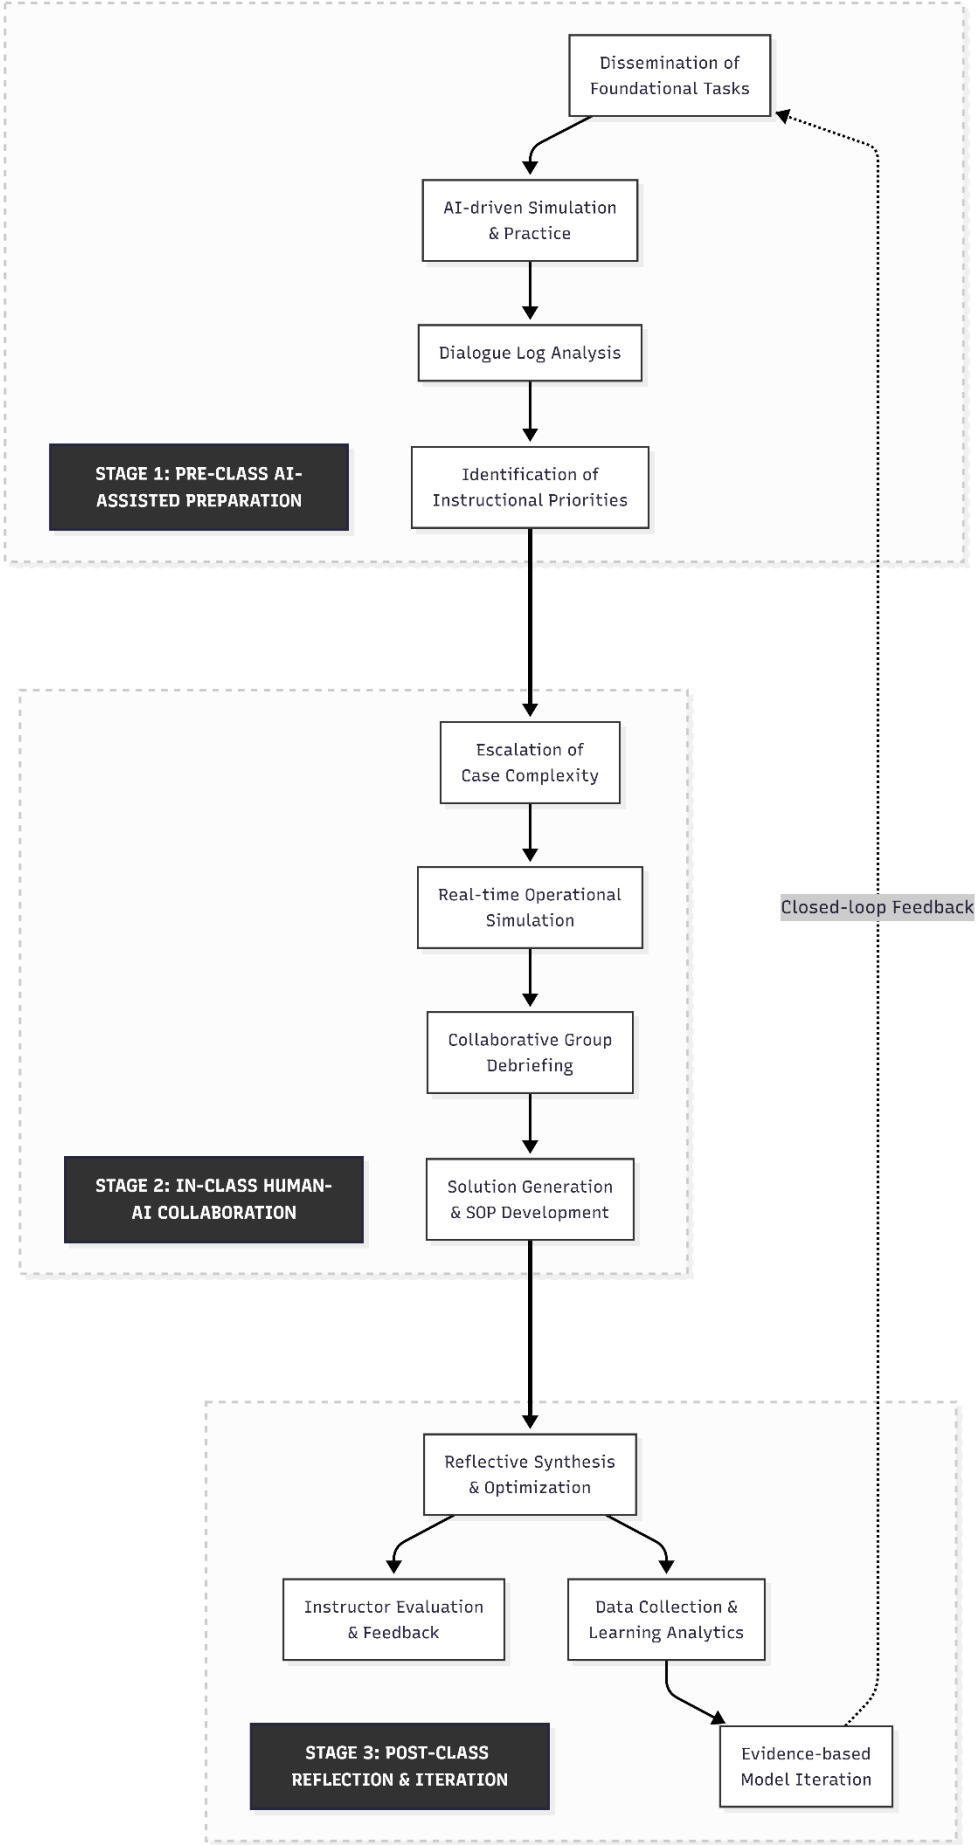 Dissemination of
Foundational Tasks
AI-driven Simulation
& Practice
Dialogue Log Analysis
STAGE 1: PRE-CLASS AI-
ASSISTED PREPARATION
Identification of
Instructional Priorities
Escalation of
Case Complexity
Real-time Operational
Simulation
Closed-loop Feedback
Collaborative Group
Debriefing
STAGE 2: IN-CLASS HUMAN-
AI COLLABORATION
Solution Generation
& SOP Development
Reflective Synthesis
& Optimization
Instructor Evaluation
& Feedback
Data Collection &
Learning Analytics
STAGE 3: POST-CLASS
REFLECTION & ITERATION
Evidence-based
Model Iteration